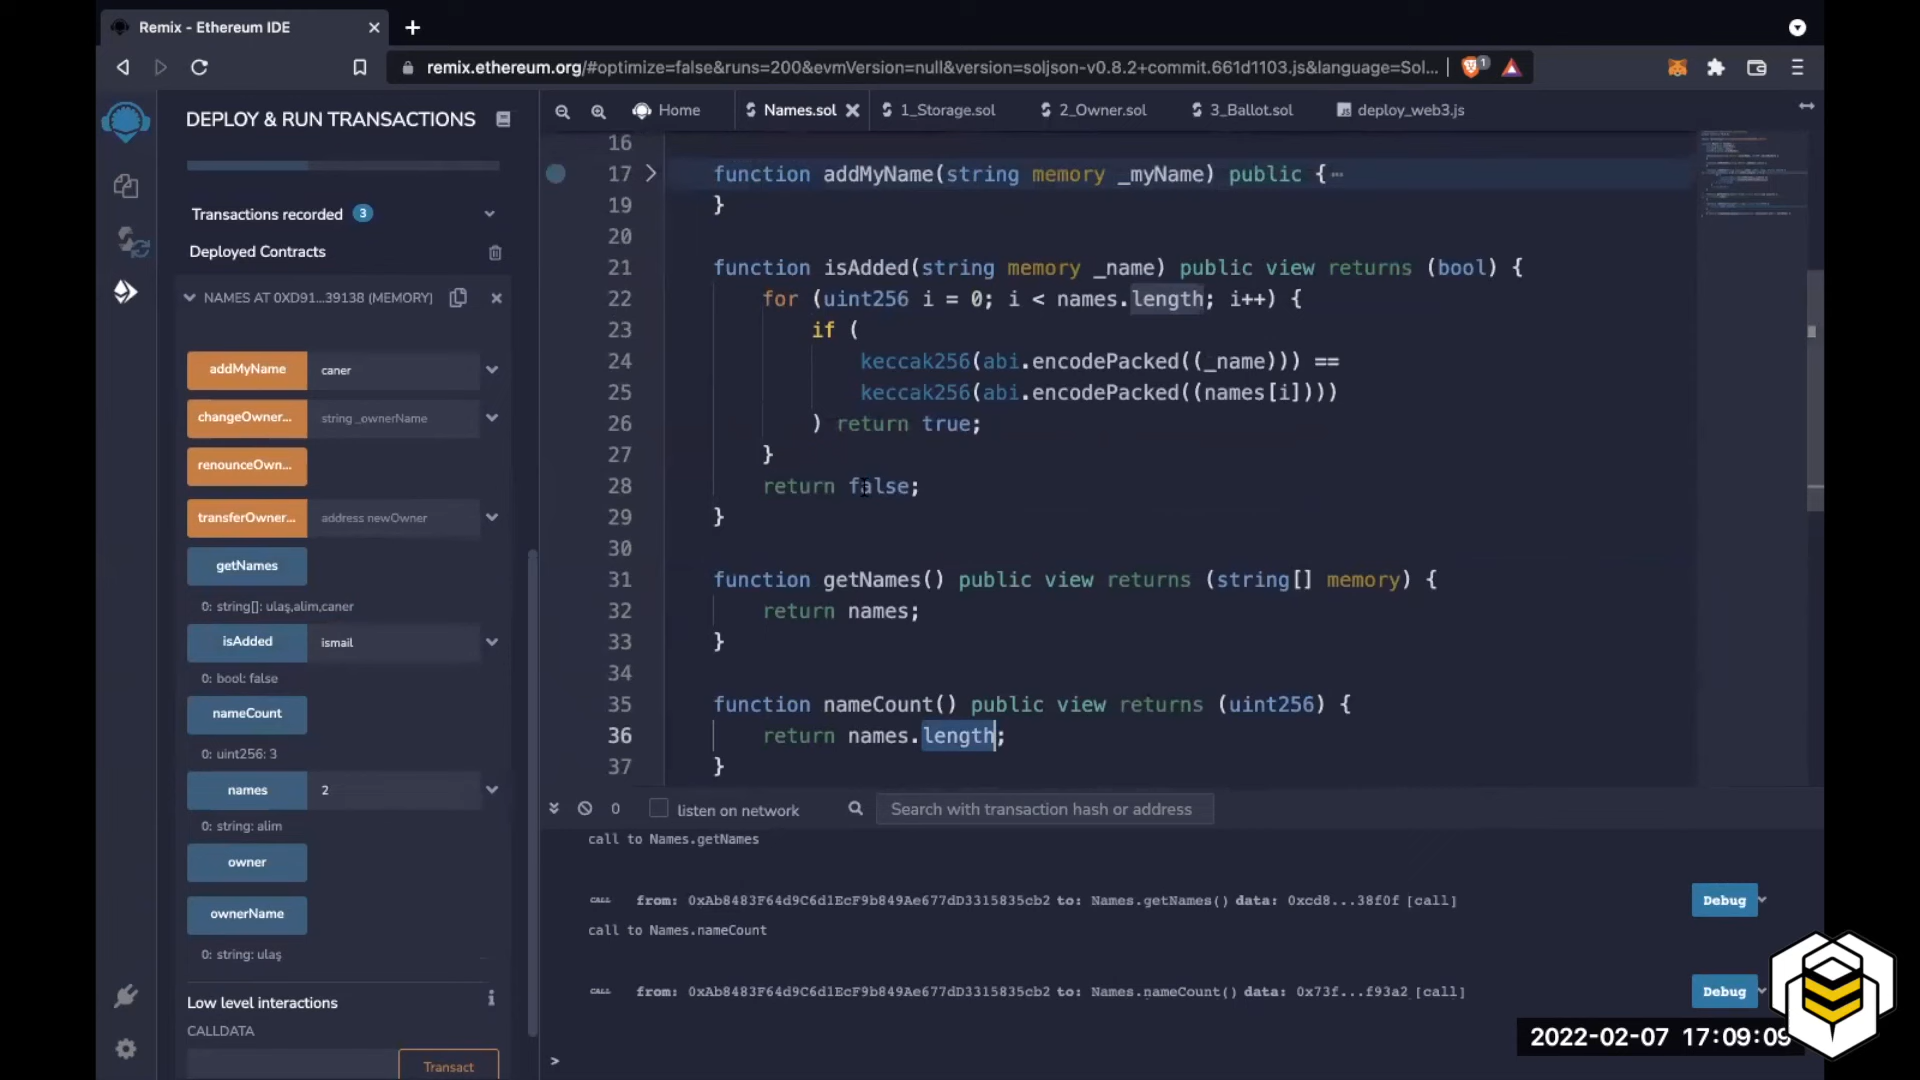 Remix - Ethereum IDE
remix.ethereum.org/#optimize=false&runs=200&evmVersion=null&version=soljson-v0.8.2+commit.661d1103.js&language=Sol...
1
DEPLOY & RUN TRANSACTIONS
Home
Names.sol
1_Storage.sol
2_Owner.sol
3_Ballot.sol
deploy_web3.js
Transactions recorded 3
Deployed Contracts
NAMES AT 0XD91...39138 (MEMORY)
addMyName caner
changeOwner... string _ownerName
renounceOwn...
transferOwner... address newOwner
getNames
0: string[]: ulaş,alim,caner
isAdded ismail
0: bool: false
nameCount
0: uint256: 3
names 2
0: string: alim
owner
ownerName
0: string: ulaş
Low level interactions
CALLDATA
Transact
16
17 function addMyName(string memory _myName) public {
19 }
20
21 function isAdded(string memory _name) public view returns (bool) {
22 for (uint256 i = 0; i < names.length; i++) {
23 if (
24 keccak256(abi.encodePacked((_name))) ==
25 keccak256(abi.encodePacked((names[i])))
26 ) return true;
27 }
28 return false;
29 }
30
31 function getNames() public view returns (string[] memory) {
32 return names;
33 }
34
35 function nameCount() public view returns (uint256) {
36 return names.length;
37 }
0 listen on network Search with transaction hash or address
call to Names.getNames
CALL from: 0xAb8483F64d9C6d1EcF9b849Ae677dD3315835cb2 to: Names.getNames() data: 0xcd8...38f0f [call] Debug
call to Names.nameCount
CALL from: 0xAb8483F64d9C6d1EcF9b849Ae677dD3315835cb2 to: Names.nameCount() data: 0x73f...f93a2 [call] Debug
>
2022-02-07 17:09:09